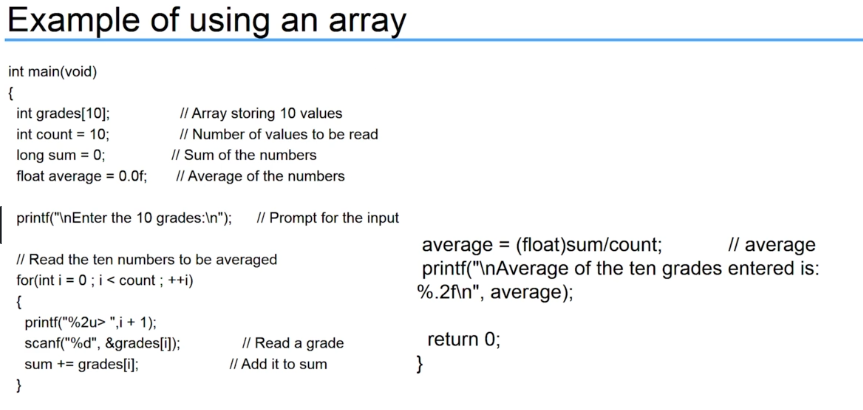 Example of using an array
int main(void)
{
int grades[10]; // Array storing 10 values
int count = 10; // Number of values to be read
long sum = 0; // Sum of the numbers
float average = 0.0f; // Average of the numbers
printf("\nEnter the 10 grades:\n"); // Prompt for the input
// Read the ten numbers to be averaged
for(int i = 0 ; i < count ; ++i)
{
printf("%2u> ",i + 1);
scanf("%d", &grades[i]); // Read a grade
sum += grades[i]; // Add it to sum
}
average = (float)sum/count; // average
printf("\nAverage of the ten grades entered is:
%.2f\n", average);
return 0;
}